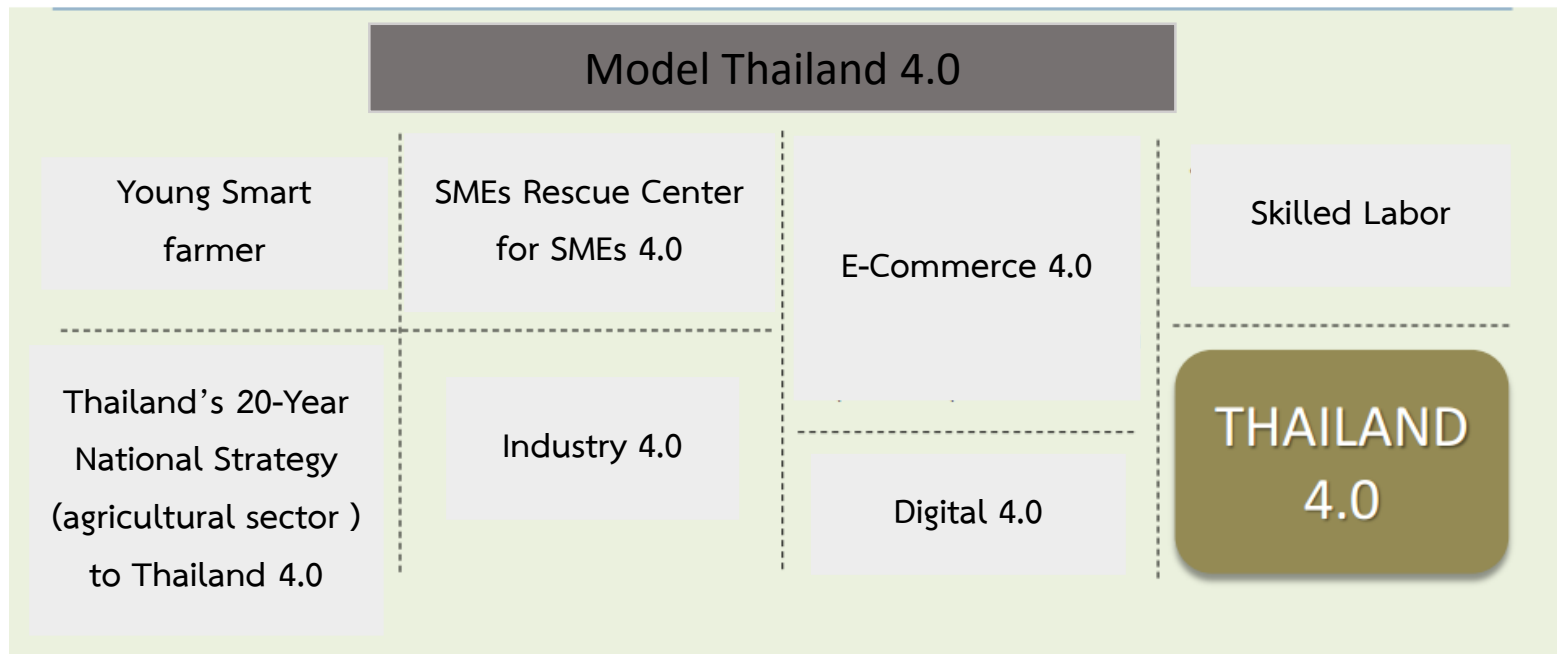 Model Thailand 4.0
Young Smart
farmer
SMEs Rescue Center
for SMEs 4.0
E-Commerce 4.0
Skilled Labor
Thailand’s 20-Year
National Strategy
(agricultural sector )
to Thailand 4.0
Industry 4.0
Digital 4.0
THAILAND
4.0